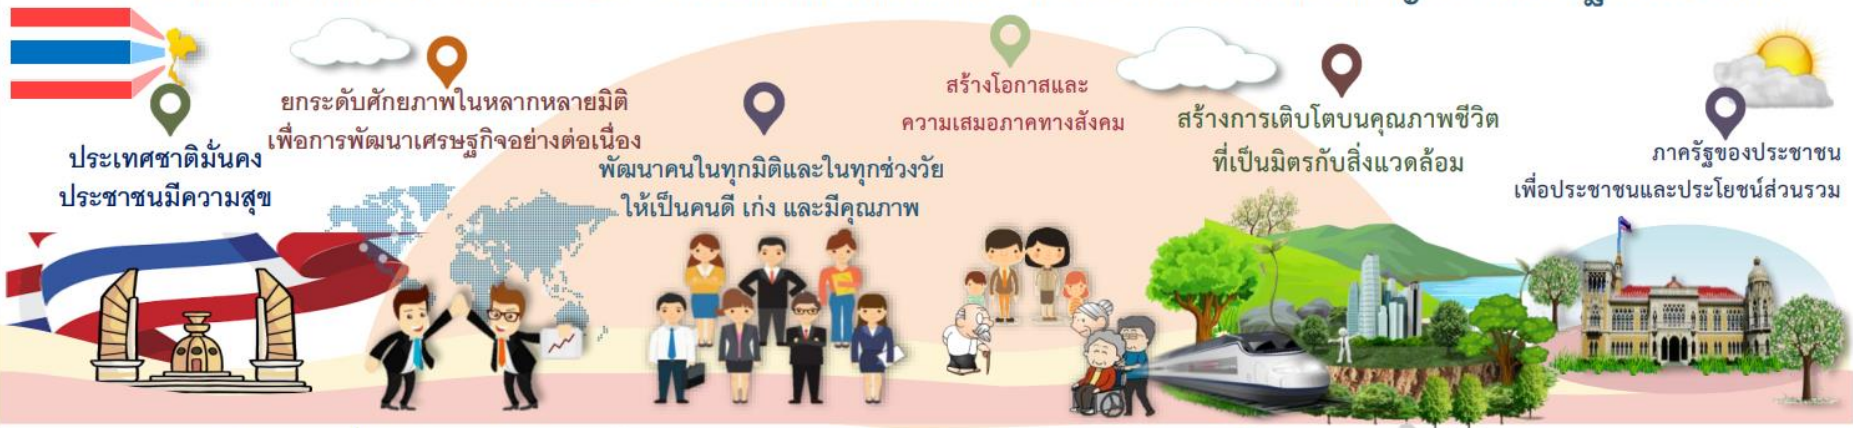 ประเทศชาติมั่นคง
ประชาชนมีความสุข
ยกระดับศักยภาพในหลากหลายมิติ
เพื่อการพัฒนาเศรษฐกิจอย่างต่อเนื่อง
พัฒนาคนในทุกมิติและในทุกช่วงวัย
ให้เป็นคนดี เก่ง และมีคุณภาพ
สร้างโอกาสและ
ความเสมอภาคทางสังคม
สร้างการเติบโตบนคุณภาพชีวิต
ที่เป็นมิตรกับสิ่งแวดล้อม
ภาครัฐของประชาชน
เพื่อประชาชนและประโยชน์ส่วนรวม